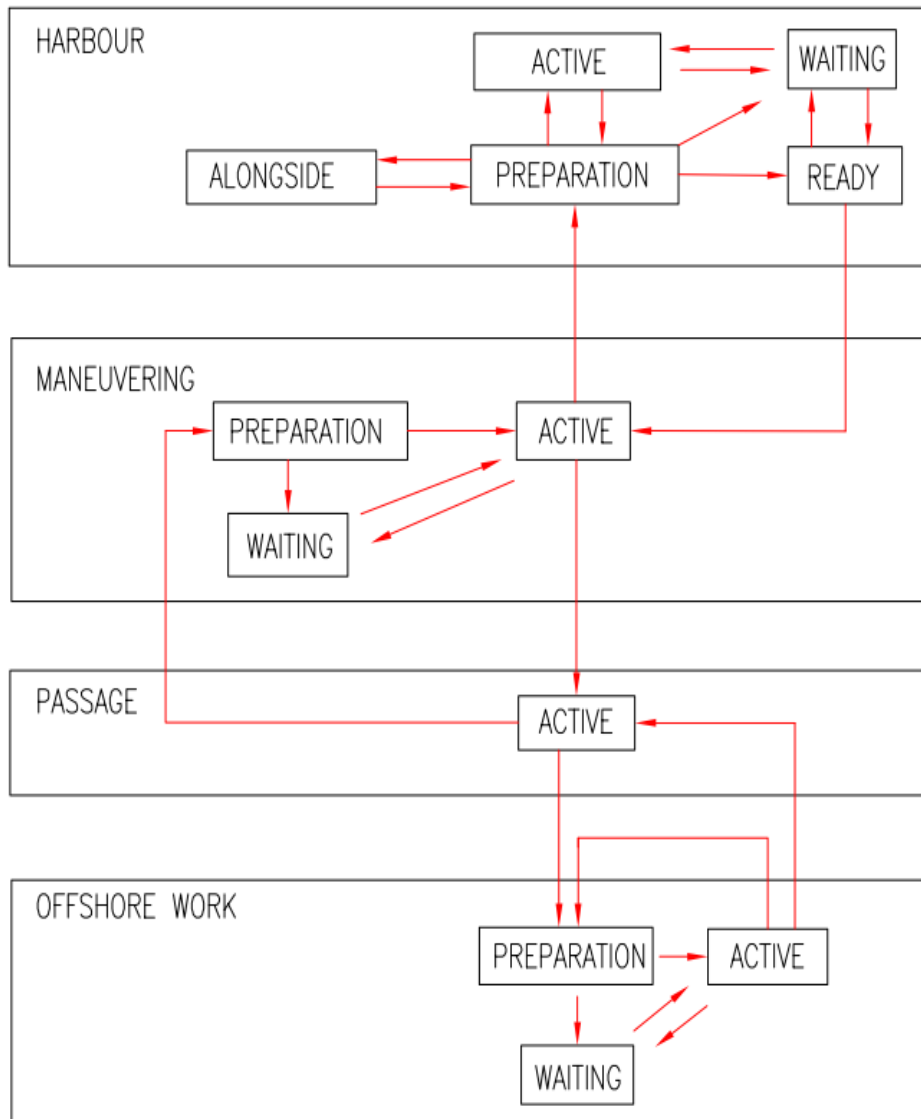 HARBOUR
ACTIVE
WAITING
ALONGSIDE
PREPARATION
READY
MANEUVERING
PREPARATION
ACTIVE
WAITING
PASSAGE
ACTIVE
OFFSHORE WORK
PREPARATION
ACTIVE
WAITING